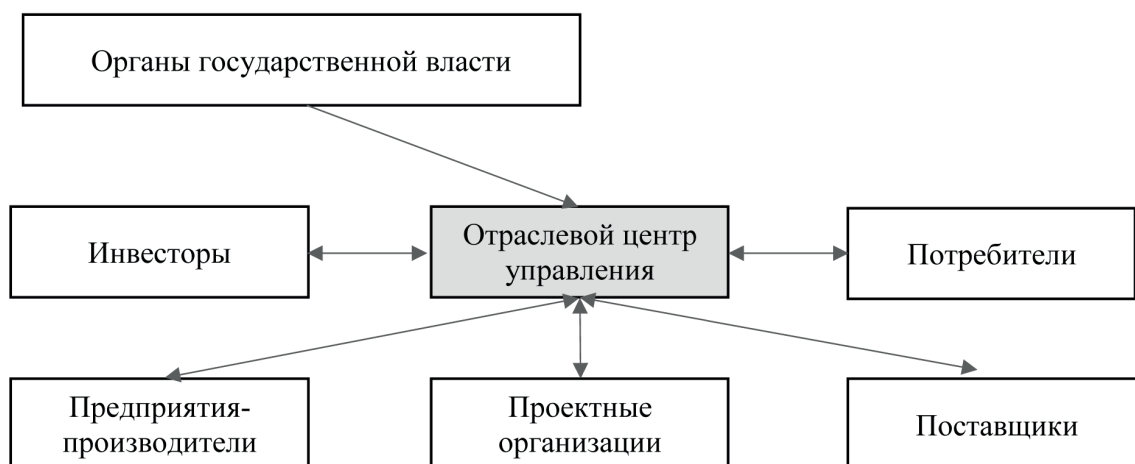 Органы государственной власти
Инвесторы
Отраслевой центр
управления
Потребители
Предприятия-
производители
Проектные
организации
Поставщики